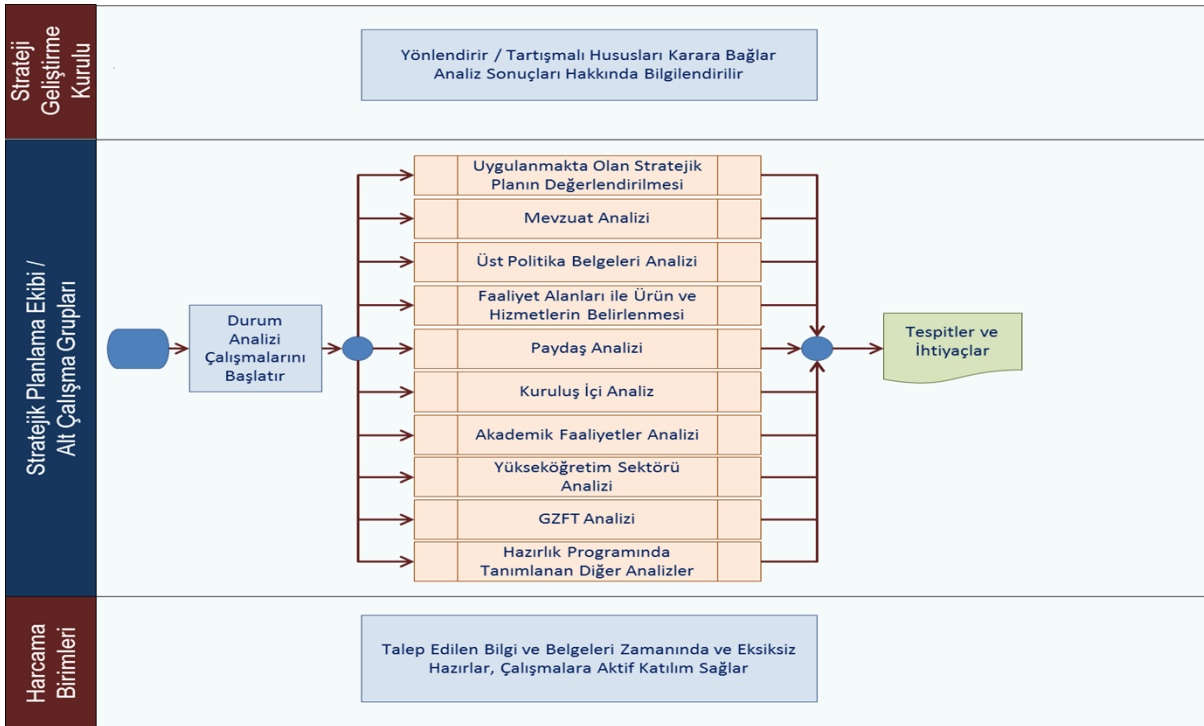 Strateji
Geliştirme
Kurulu
Yönlendirir / Tartışmalı Hususları Karara Bağlar
Analiz Sonuçları Hakkında Bilgilendirilir
Stratejik Planlama Ekibi /
Alt Çalışma Grupları
Durum
Analizi
Çalışmalarını
Başlatır
Uygulanmakta Olan Stratejik
Planın Değerlendirilmesi
Mevzuat Analizi
Üst Politika Belgeleri Analizi
Faaliyet Alanları ile Ürün ve
Hizmetlerin Belirlenmesi
Paydaş Analizi
Kuruluş İçi Analiz
Akademik Faaliyetler Analizi
Yükseköğretim Sektörü
Analizi
GZFT Analizi
Hazırlık Programında
Tanımlanan Diğer Analizler
Tespitler ve
İhtiyaçlar
Harcama
Birimleri
Talep Edilen Bilgi ve Belgeleri Zamanında ve Eksiksiz
Hazırlar, Çalışmalara Aktif Katılım Sağlar